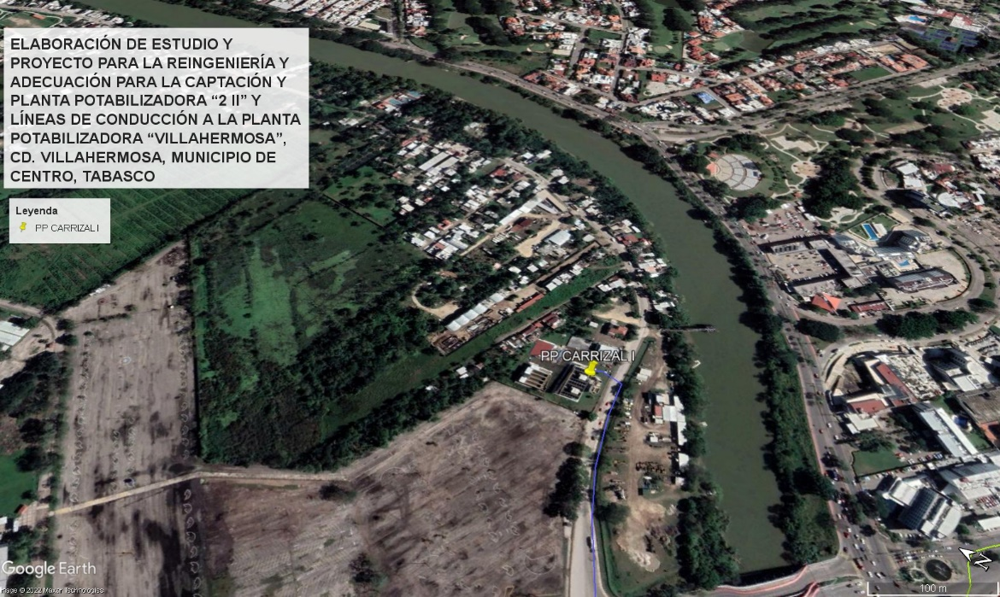 ELABORACIÓN DE ESTUDIO Y
PROYECTO PARA LA REINGENIERÍA Y
ADECUACIÓN PARA LA CAPTACIÓN Y
PLANTA POTABILIZADORA “2 II” Y
LÍNEAS DE CONDUCCIÓN A LA PLANTA
POTABILIZADORA “VILLAHERMOSA”,
CD. VILLAHERMOSA, MUNICIPIO DE
CENTRO, TABASCO
Leyenda
PP CARRIZAL I
PP CARRIZAL I
Google Earth
Image © 2022 Maxar Technologies
100 m
N